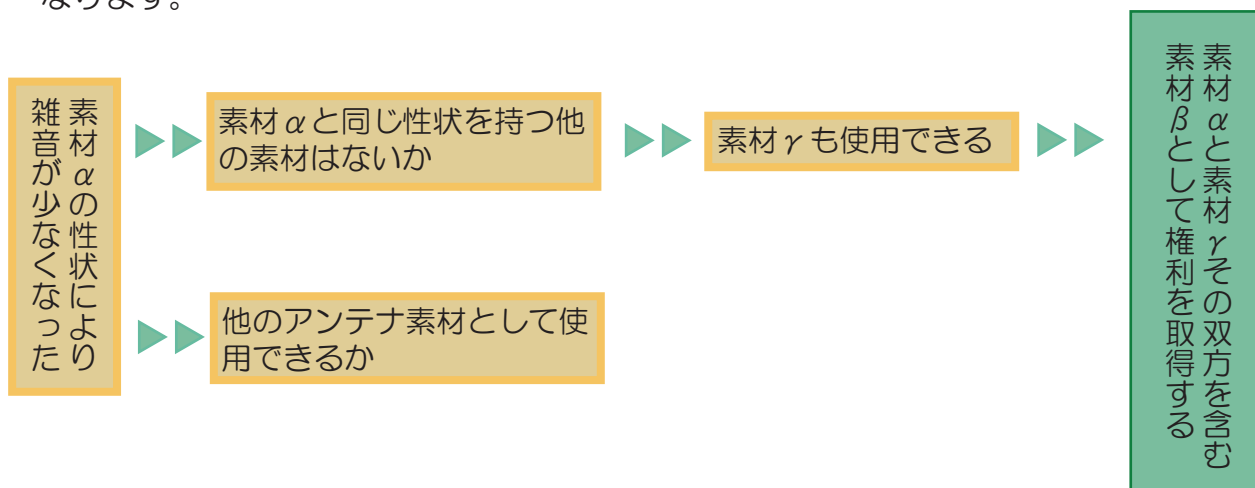 なります。
素材αの性状により
雑音が少なくなった
素材αと同じ性状を持つ他
の素材はないか
素材γも使用できる
他のアンテナ素材として使
用できるか
素材αと素材γその双方を含む
素材βとして権利を取得する